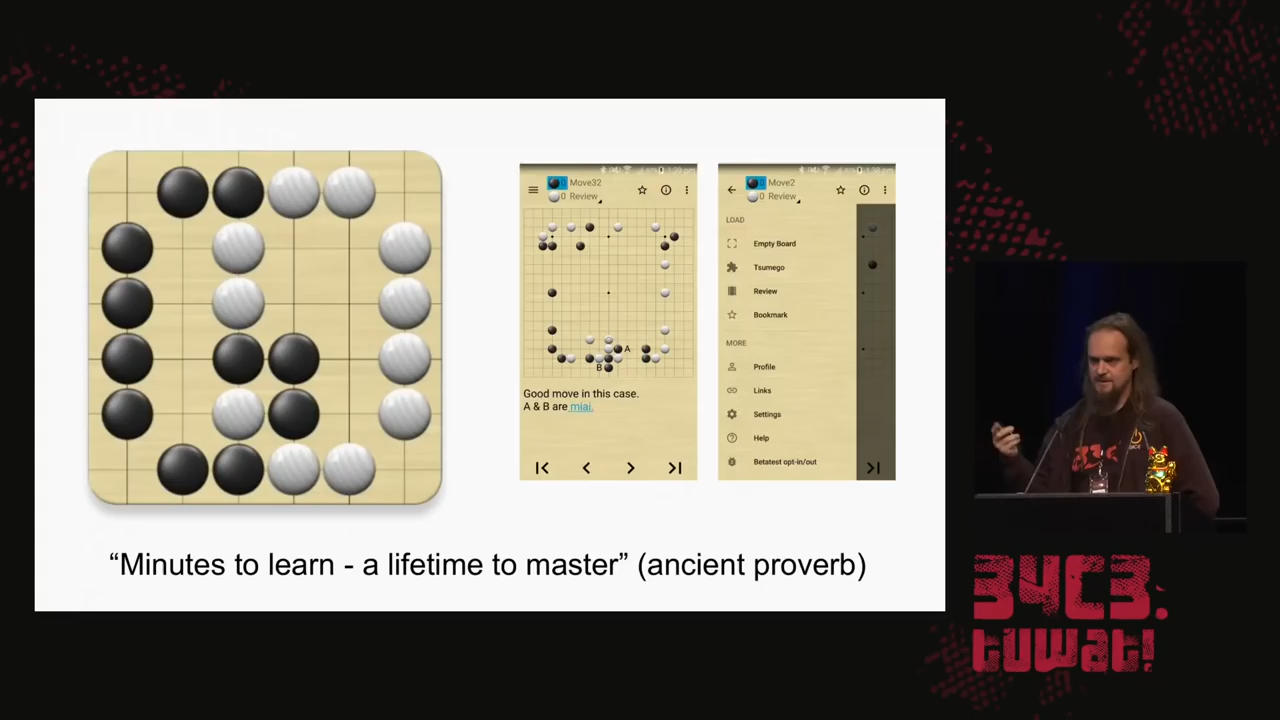 Move32
0 Review
A
B
Good move in this case.
A & B are miai.
Move2
0 Review
LOAD
Empty Board
Tsumego
Review
Bookmark
MORE
Profile
Links
Settings
Help
Betatest opt-in/out
“Minutes to learn - a lifetime to master” (ancient proverb)
34C3.
tuwat!